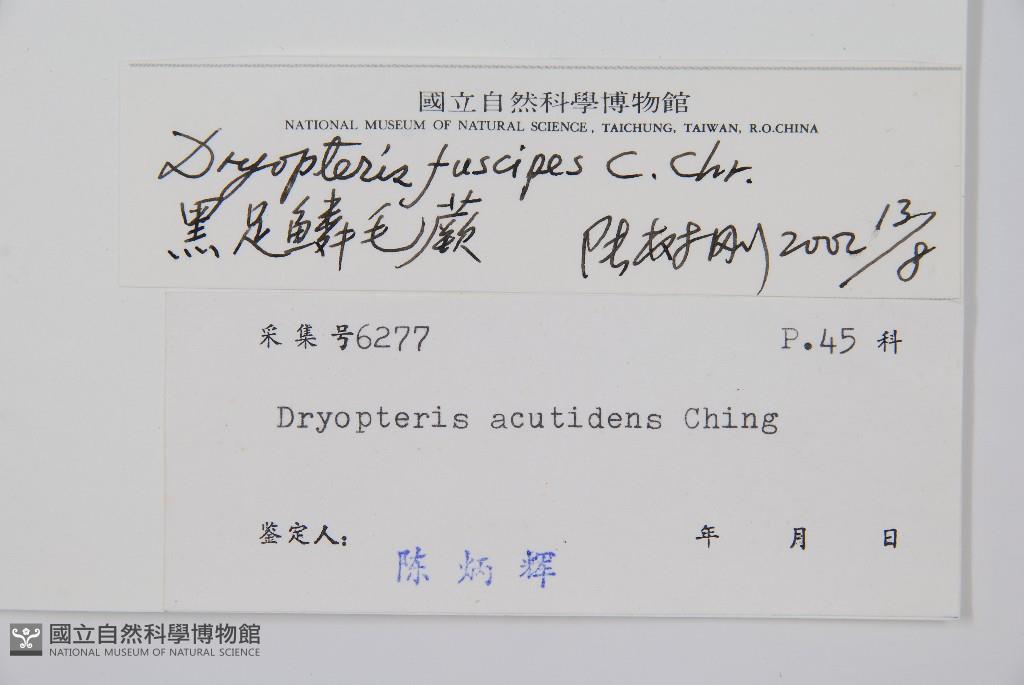 國立自然科學博物館
NATIONAL MUSEUM OF NATURAL SCIENCE, TAICHUNG, TAIWAN, R.O.CHINA
Dryopteris fuscipes C. Chr.
黑足鱗毛蕨 陆树刚 2002 13/8
采集号6277 P.45 科
Dryopteris acutidens Ching
鉴定人: 年 月 日
陈炳辉
國立自然科學博物館
NATIONAL MUSEUM OF NATURAL SCIENCE